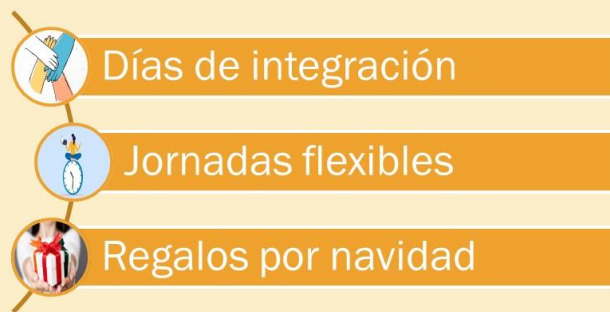 Días de integración
Jornadas flexibles
Regalos por navidad